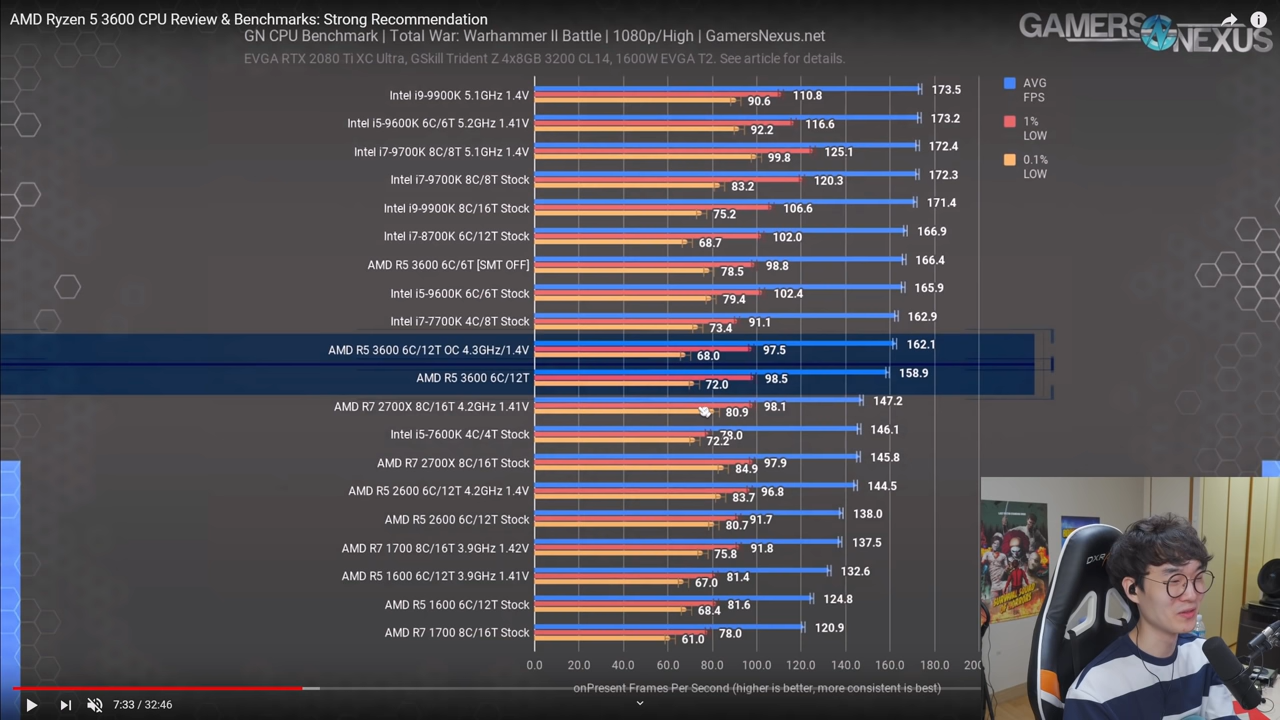 AMD Ryzen 5 3600 CPU Review & Benchmarks: Strong Recommendation
GAMERS NEXUS
GN CPU Benchmark | Total War: Warhammer II Battle | 1080p/High | GamersNexus.net
EVGA RTX 2080 Ti XC Ultra, GSkill Trident Z 4x8GB 3200 CL14, 1600W EVGA T2. See article for details.
AVG FPS
1% LOW
0.1% LOW
Intel i9-9900K 5.1GHz 1.4V 173.5 110.8 90.6
Intel i5-9600K 6C/6T 5.2GHz 1.41V 173.2 116.6 92.2
Intel i7-9700K 8C/8T 5.1GHz 1.4V 172.4 125.1 99.8
Intel i7-9700K 8C/8T Stock 172.3 120.3 83.2
Intel i9-9900K 8C/16T Stock 171.4 106.6 75.2
Intel i7-8700K 6C/12T Stock 166.9 102.0 68.7
AMD R5 3600 6C/6T [SMT OFF] 166.4 98.8 78.5
Intel i5-9600K 6C/6T Stock 165.9 102.4 79.4
Intel i7-7700K 4C/8T Stock 162.9 91.1 73.4
AMD R5 3600 6C/12T OC 4.3GHz/1.4V 162.1 97.5 68.0
AMD R5 3600 6C/12T 158.9 98.5 72.0
AMD R7 2700X 8C/16T 4.2GHz 1.41V 147.2 98.1 80.9
Intel i5-7600K 4C/4T Stock 146.1 78.0 72.2
AMD R7 2700X 8C/16T Stock 145.8 97.9 84.9
AMD R5 2600 6C/12T 4.2GHz 1.4V 144.5 96.8 83.7
AMD R5 2600 6C/12T Stock 138.0 91.7 80.7
AMD R7 1700 8C/16T 3.9GHz 1.42V 137.5 91.8 75.8
AMD R5 1600 6C/12T 3.9GHz 1.41V 132.6 81.4 67.0
AMD R5 1600 6C/12T Stock 124.8 81.6 68.4
AMD R7 1700 8C/16T Stock 120.9 78.0 61.0
0.0 20.0 40.0 60.0 80.0 100.0 120.0 140.0 160.0 180.0
onPresent Frames Per Second (higher is better, more consistent is best)
7:33 / 32:46
DXR